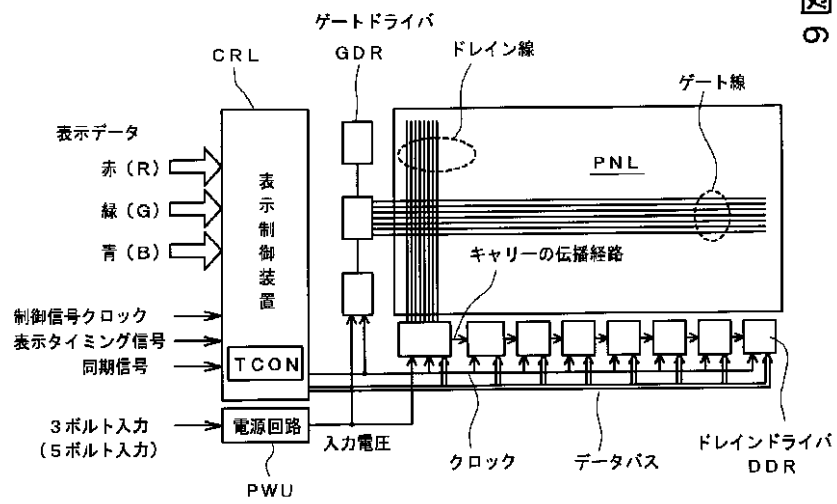 図6
ゲートドライバ
GDR
CRL
ドレイン線
ゲート線
PNL
表示データ
赤(R)
緑(G)
青(B)
表示制御装置
キャリーの伝播経路
制御信号クロック
表示タイミング信号
同期信号
TCON
3ボルト入力
(5ボルト入力)
電源回路
入力電圧
クロック
データバス
ドレインドライバ
DDR
PWU